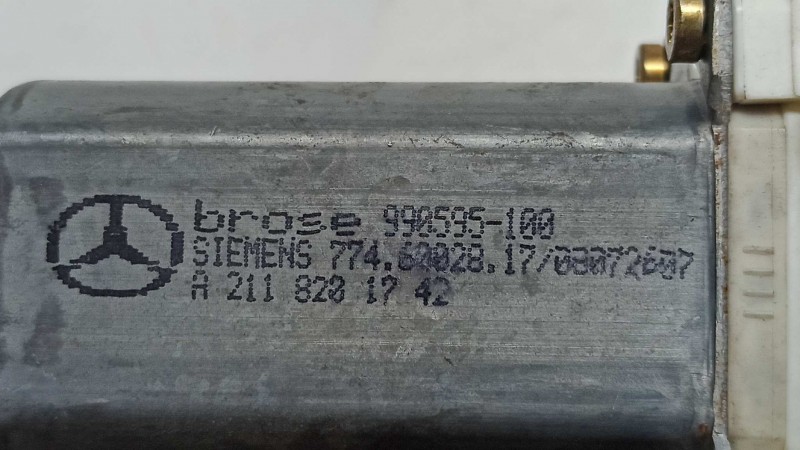 brose 990595-100
SIEMENS 774.60028.17/08072607
A 211 820 17 42